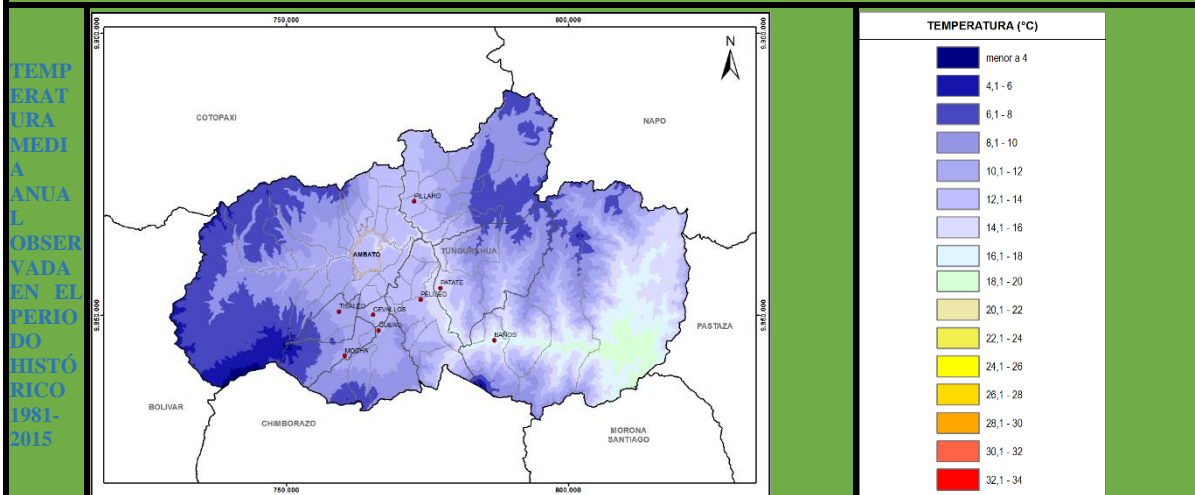 TEMP
ERAT
URA
MEDI
A
ANUA
L
OBSER
VADA
EN EL
PERIO
DO
HISTÓ
RICO
1981-
2015
750.000
800.000
9.900.000
9.900.000
N
COTOPAXI
NAPO
PILLARO
AMBATO
TUNGURAHUA
PATATE
PELILEO
TISALEO
CEVALLOS
QUERO
BAÑOS
MOCHA
9.850.000
9.850.000
PASTAZA
BOLIVAR
CHIMBORAZO
MORONA
SANTIAGO
750.000
800.000
TEMPERATURA (°C)
menor a 4
4,1 - 6
6,1 - 8
8,1 - 10
10,1 - 12
12,1 - 14
14,1 - 16
16,1 - 18
18,1 - 20
20,1 - 22
22,1 - 24
24,1 - 26
26,1 - 28
28,1 - 30
30,1 - 32
32,1 - 34